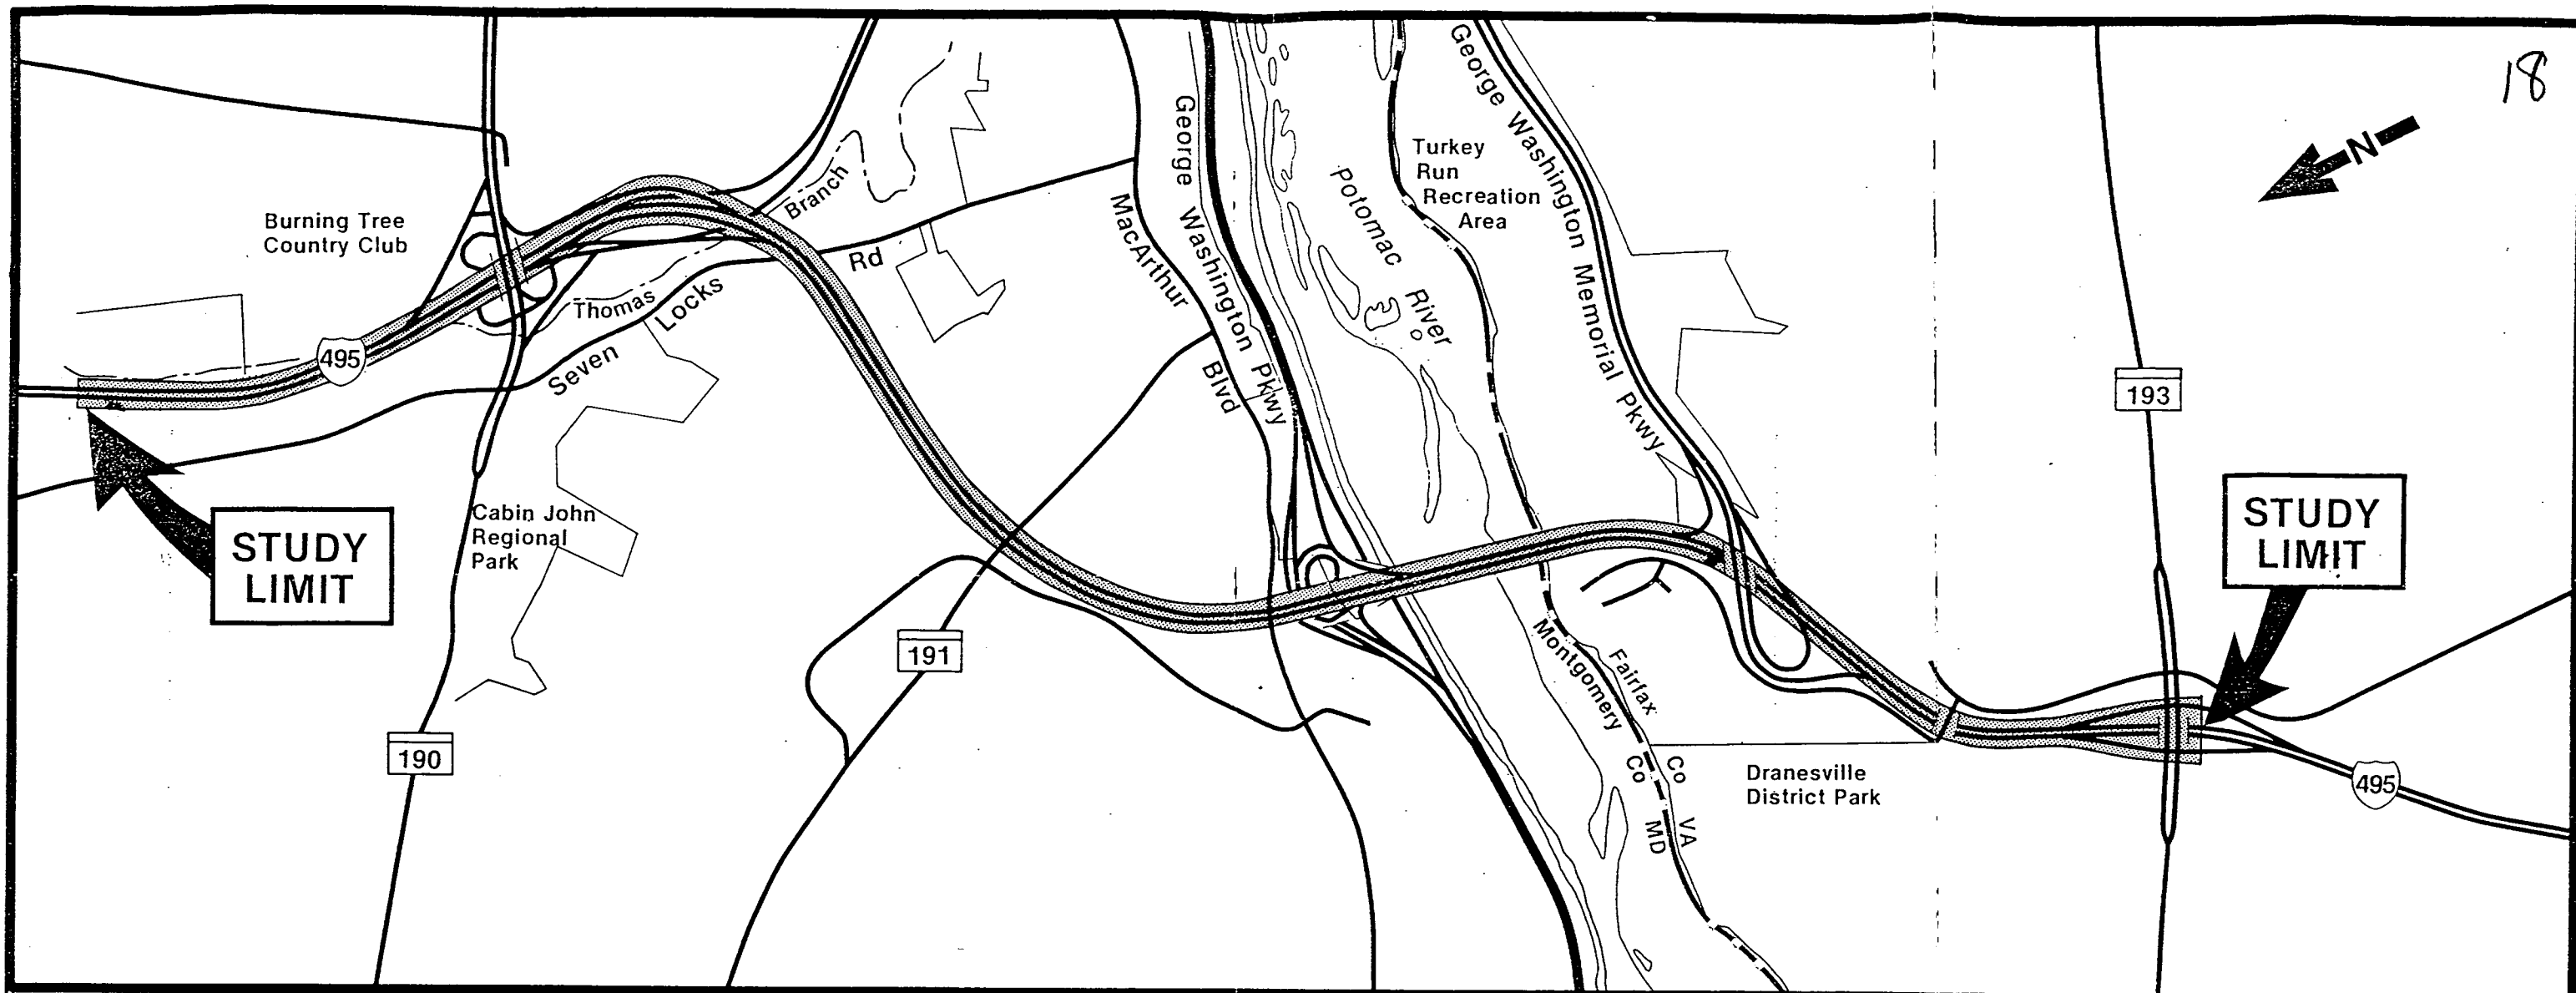 18
N
Burning Tree
Country Club
495
Thomas
Branch
Seven
Locks
Rd
STUDY
LIMIT
Cabin John
Regional
Park
190
191
MacArthur
Blvd
George
Washington
Pkwy
Potomac
River
Turkey
Run
Recreation
Area
George Washington Memorial Pkwy
Montgomery
Co
MD
Fairfax
Co
VA
Dranesville
District Park
193
STUDY
LIMIT
495